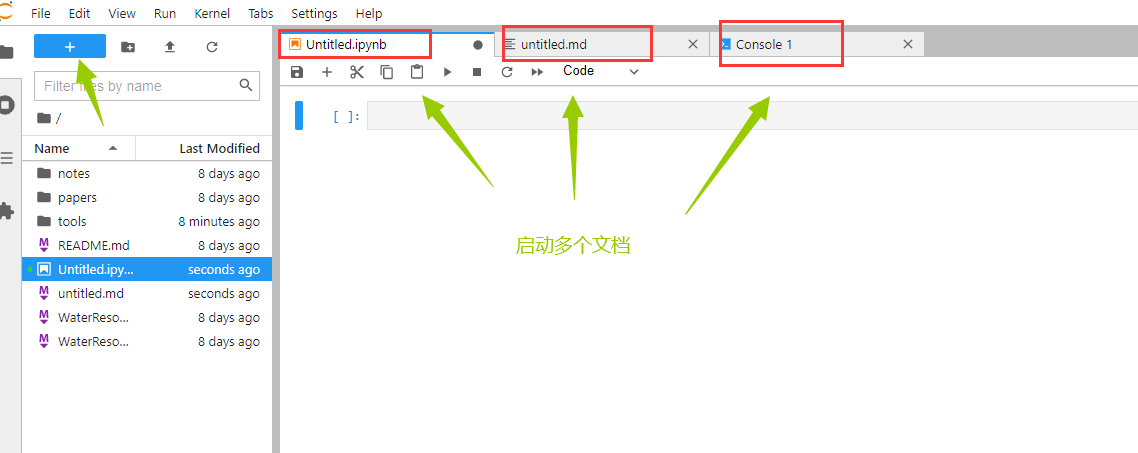 File Edit View Run Kernel Tabs Settings Help
Untitled.ipynb untitled.md Console 1
Code
Filter files by name
/
[ ]:
Name Last Modified
notes 8 days ago
papers 8 days ago
tools 8 minutes ago
README.md 8 days ago
Untitled.ipy... seconds ago
untitled.md seconds ago
WaterReso... 8 days ago
WaterReso... 8 days ago
启动多个文档